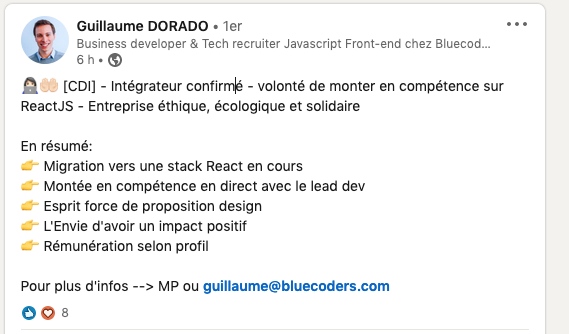 Guillaume DORADO • 1er
Business developer & Tech recruiter Javascript Front-end chez Bluecod...
6 h •
👩🏻‍💻🤲🏻 [CDI] - Intégrateur confirmé - volonté de monter en compétence sur
ReactJS - Entreprise éthique, écologique et solidaire
En résumé:
👉 Migration vers une stack React en cours
👉 Montée en compétence en direct avec le lead dev
👉 Esprit force de proposition design
👉 L'Envie d'avoir un impact positif
👉 Rémunération selon profil
Pour plus d'infos --> MP ou guillaume@bluecoders.com
8